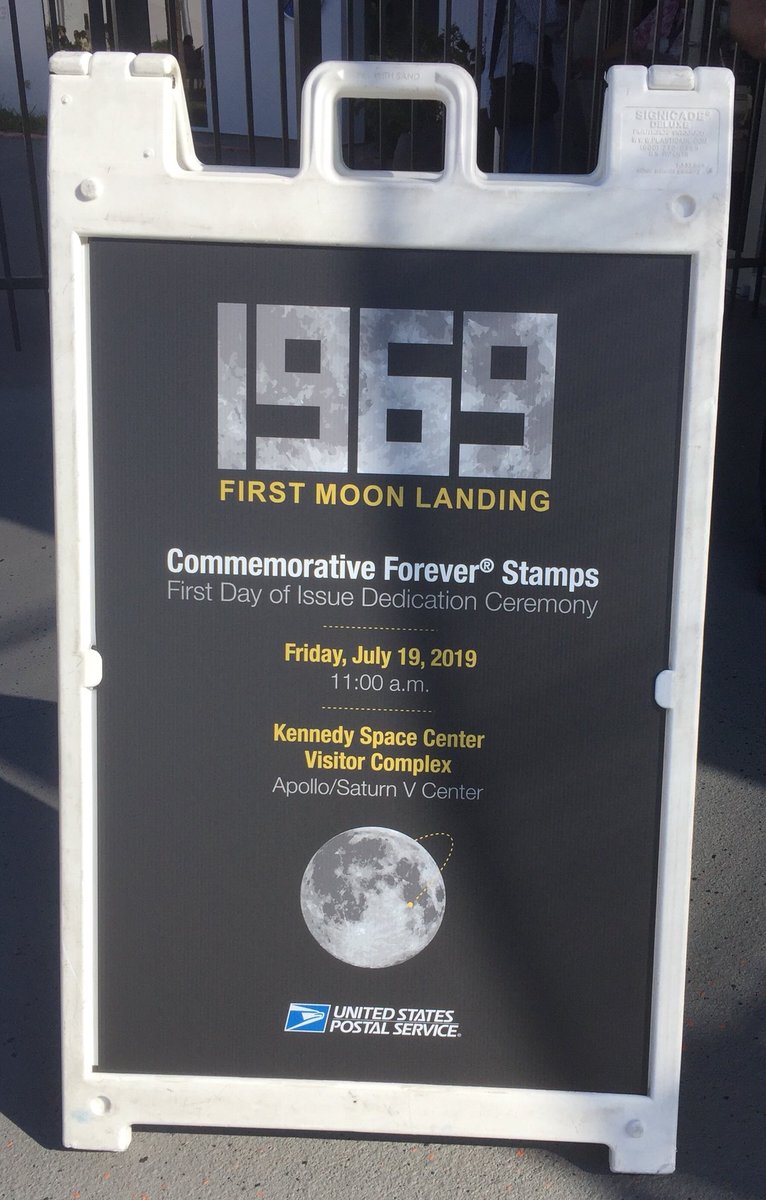 SIGNICADE®
DELUXE
1969
FIRST MOON LANDING
Commemorative Forever® Stamps
First Day of Issue Dedication Ceremony
Friday, July 19, 2019
11:00 a.m.
Kennedy Space Center
Visitor Complex
Apollo/Saturn V Center
UNITED STATES
POSTAL SERVICE®